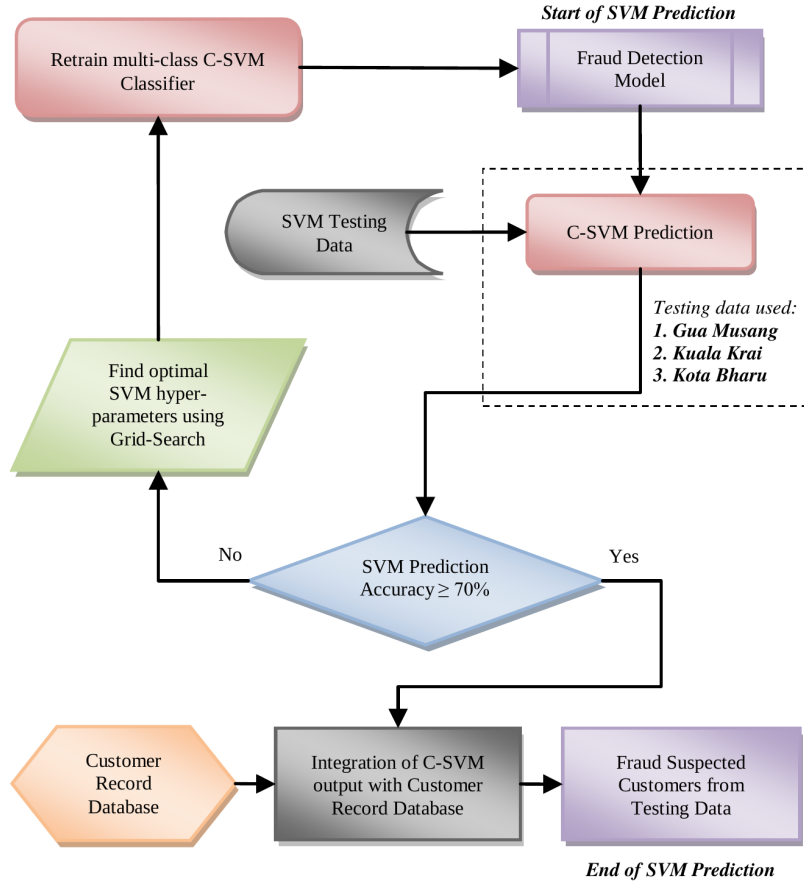 Start of SVM Prediction
Retrain multi-class C-SVM
Classifier
Fraud Detection
Model
SVM Testing
Data
C-SVM Prediction
Testing data used:
1. Gua Musang
2. Kuala Krai
3. Kota Bharu
Find optimal
SVM hyper-
parameters using
Grid-Search
No
SVM Prediction
Accuracy ≥ 70%
Yes
Customer
Record
Database
Integration of C-SVM
output with Customer
Record Database
Fraud Suspected
Customers from
Testing Data
End of SVM Prediction